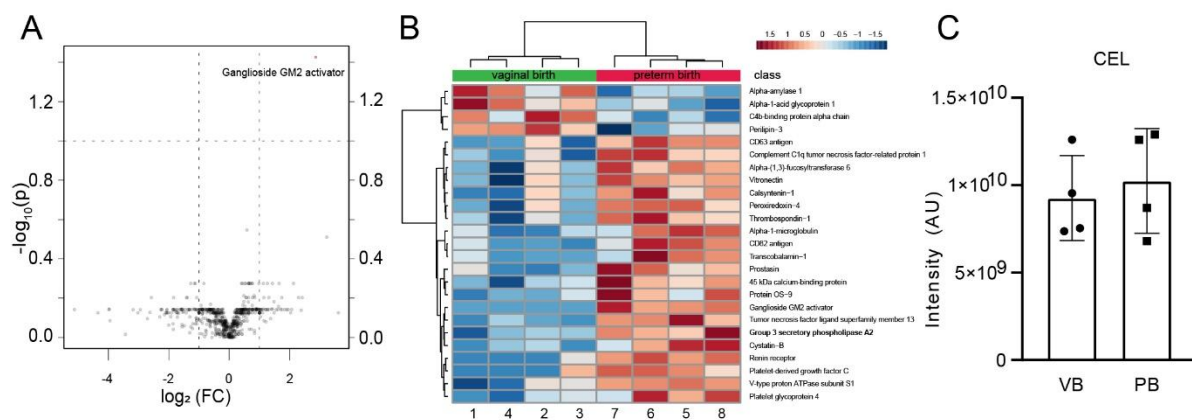 A
Ganglioside GM2 activator
1.2
0.8
0.4
0.0
1.2
0.8
0.4
0.0
-log10(p)
-4
-2
0
2
4
log2 (FC)
B
1.5 1 0.5 0 -0.5 -1 -1.5
vaginal birth
preterm birth
class
Alpha-amylase 1
Alpha-1-acid glycoprotein 1
C4b-binding protein alpha chain
Perilipin-3
CD63 antigen
Complement C1q tumor necrosis factor-related protein 1
Alpha-(1,3)-fucosyltransferase 6
Vitronectin
Calsyntenin-1
Peroxiredoxin-4
Thrombospondin-1
Alpha-1-microglobulin
CD82 antigen
Transcobalamin-1
Prostasin
45 kDa calcium-binding protein
Protein OS-9
Ganglioside GM2 activator
Tumor necrosis factor ligand superfamily member 13
Group 3 secretory phospholipase A2
Cystatin-B
Renin receptor
Platelet-derived growth factor C
V-type proton ATPase subunit S1
Platelet glycoprotein 4
1 4 2 3 7 6 5 8
C
CEL
1.5×10¹⁰
1.0×10¹⁰
5×10⁹
0
Intensity (AU)
VB
PB